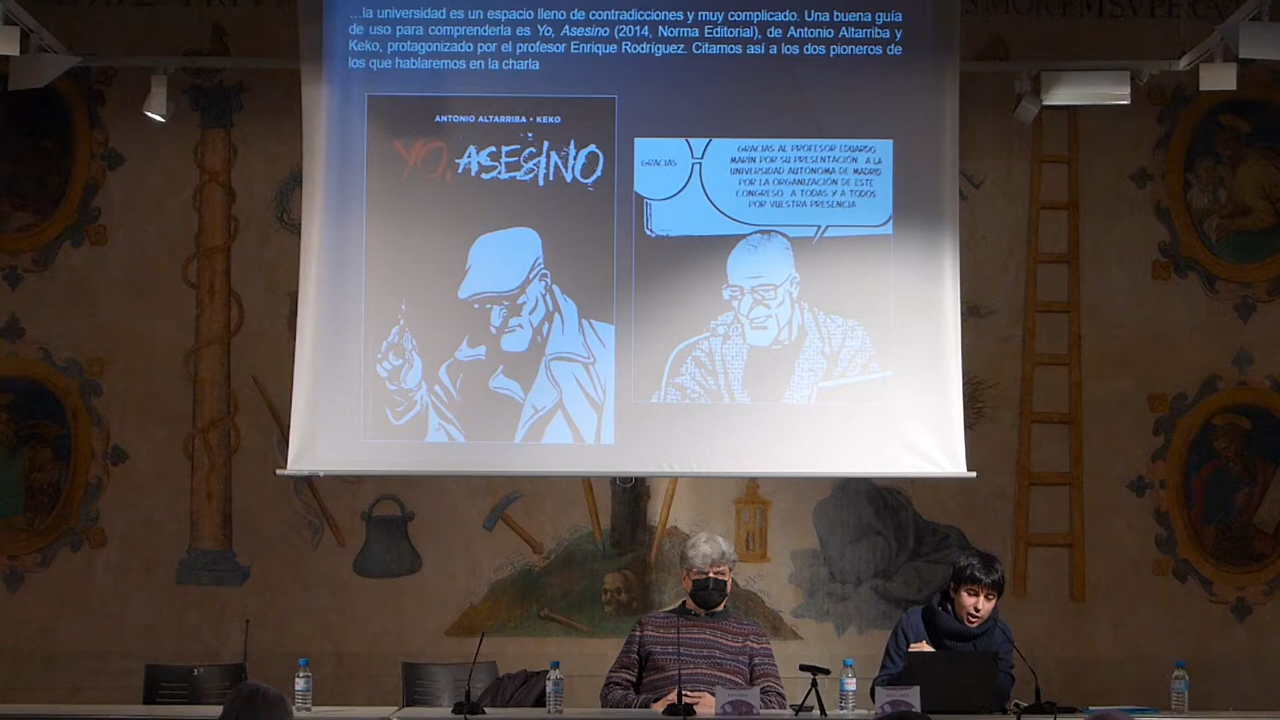 …la universidad es un espacio lleno de contradicciones y muy complicado. Una buena guía
de uso para comprenderla es Yo, Asesino (2014, Norma Editorial), de Antonio Altarriba y
Keko, protagonizado por el profesor Enrique Rodríguez. Citamos así a los dos pioneros de
los que hablaremos en la charla
ANTONIO ALTARRIBA • KEKO
YO, ASESINO
GRACIAS
GRACIAS AL PROFESOR EDUARDO
MARÍN POR SU PRESENTACIÓN. A LA
UNIVERSIDAD AUTÓNOMA DE MADRID
POR LA ORGANIZACIÓN DE ESTE
CONGRESO. A TODAS Y A TODOS
POR VUESTRA PRESENCIA